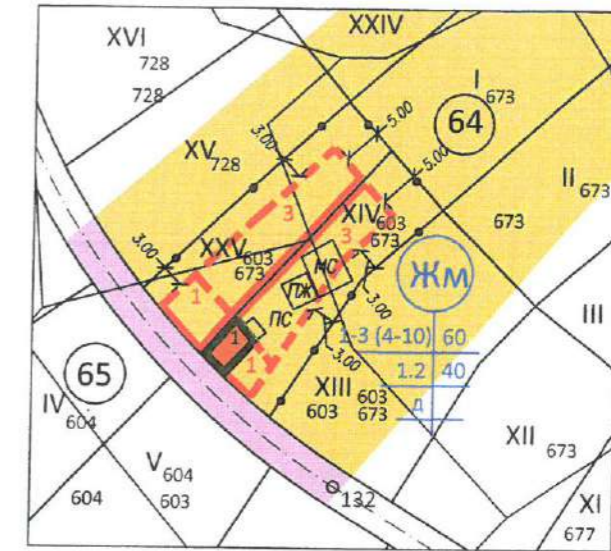 XXIV
XVI 728
728
I 673
64
3.00
5.00
XV 728
5.00
II 673
3
XIV 603
673
673
XXV 603
673
3
3.00
МС
Жм
1
ПЖ
3.00
III
ПС
1-3 (4-10) 60
1
3.00
1.2 40
65
1
XIII 603
603 673
Д
IV 604
XII 673
V 604
603
604
132
XI
677